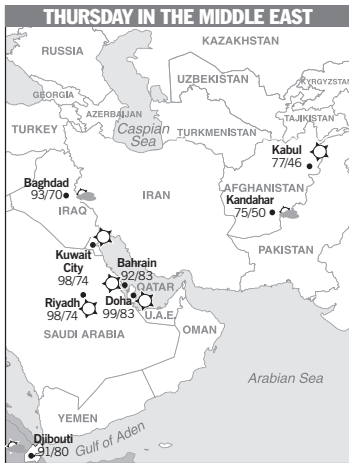 THURSDAY IN THE MIDDLE EAST
KAZAKHSTAN
RUSSIA
UZBEKISTAN
KYRGYZSTAN
GEORGIA
AZERBAIJAN
TAJIKISTAN
TURKEY
Caspian
Sea
TURKMENISTAN
Kabul
77/46
Baghdad
93/70
IRAQ
IRAN
AFGHANISTAN
Kandahar
75/50
PAKISTAN
Kuwait
City
98/74
Bahrain
92/83
QATAR
Riyadh
98/74
Doha
99/83
U.A.E.
OMAN
SAUDI ARABIA
Arabian Sea
YEMEN
Djibouti
91/80
Gulf of Aden